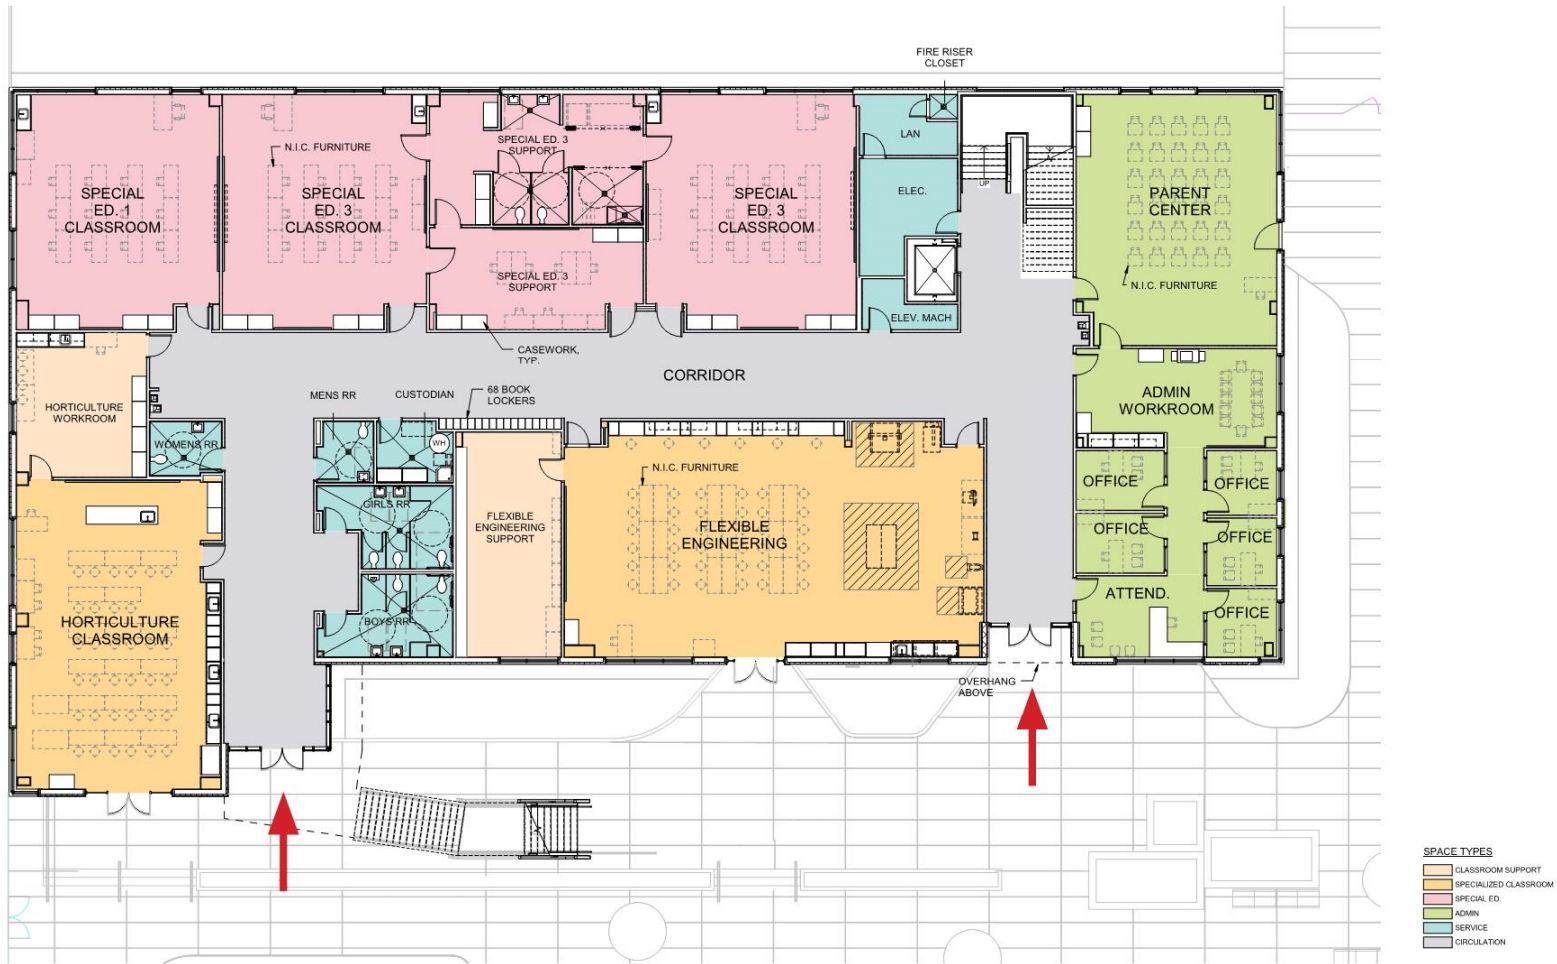 FIRE RISER
CLOSET
LAN
ELEC.
UP
ELEV. MACH
N.I.C. FURNITURE
SPECIAL
ED. 1
CLASSROOM
SPECIAL
ED. 3
CLASSROOM
SPECIAL ED. 3
SUPPORT
SPECIAL ED. 3
SUPPORT
SPECIAL
ED. 3
CLASSROOM
PARENT
CENTER
N.I.C. FURNITURE
CASEWORK,
TYP.
CORRIDOR
68 BOOK
LOCKERS
MENS RR
CUSTODIAN
WH
HORTICULTURE
WORKROOM
WOMENS RR
ADMIN
WORKROOM
N.I.C. FURNITURE
GIRLS RR
FLEXIBLE
ENGINEERING
SUPPORT
FLEXIBLE
ENGINEERING
OFFICE
OFFICE
OFFICE
OFFICE
ATTEND.
OFFICE
HORTICULTURE
CLASSROOM
BOYS RR
OVERHANG
ABOVE
SPACE TYPES
CLASSROOM SUPPORT
SPECIALIZED CLASSROOM
SPECIAL ED.
ADMIN
SERVICE
CIRCULATION